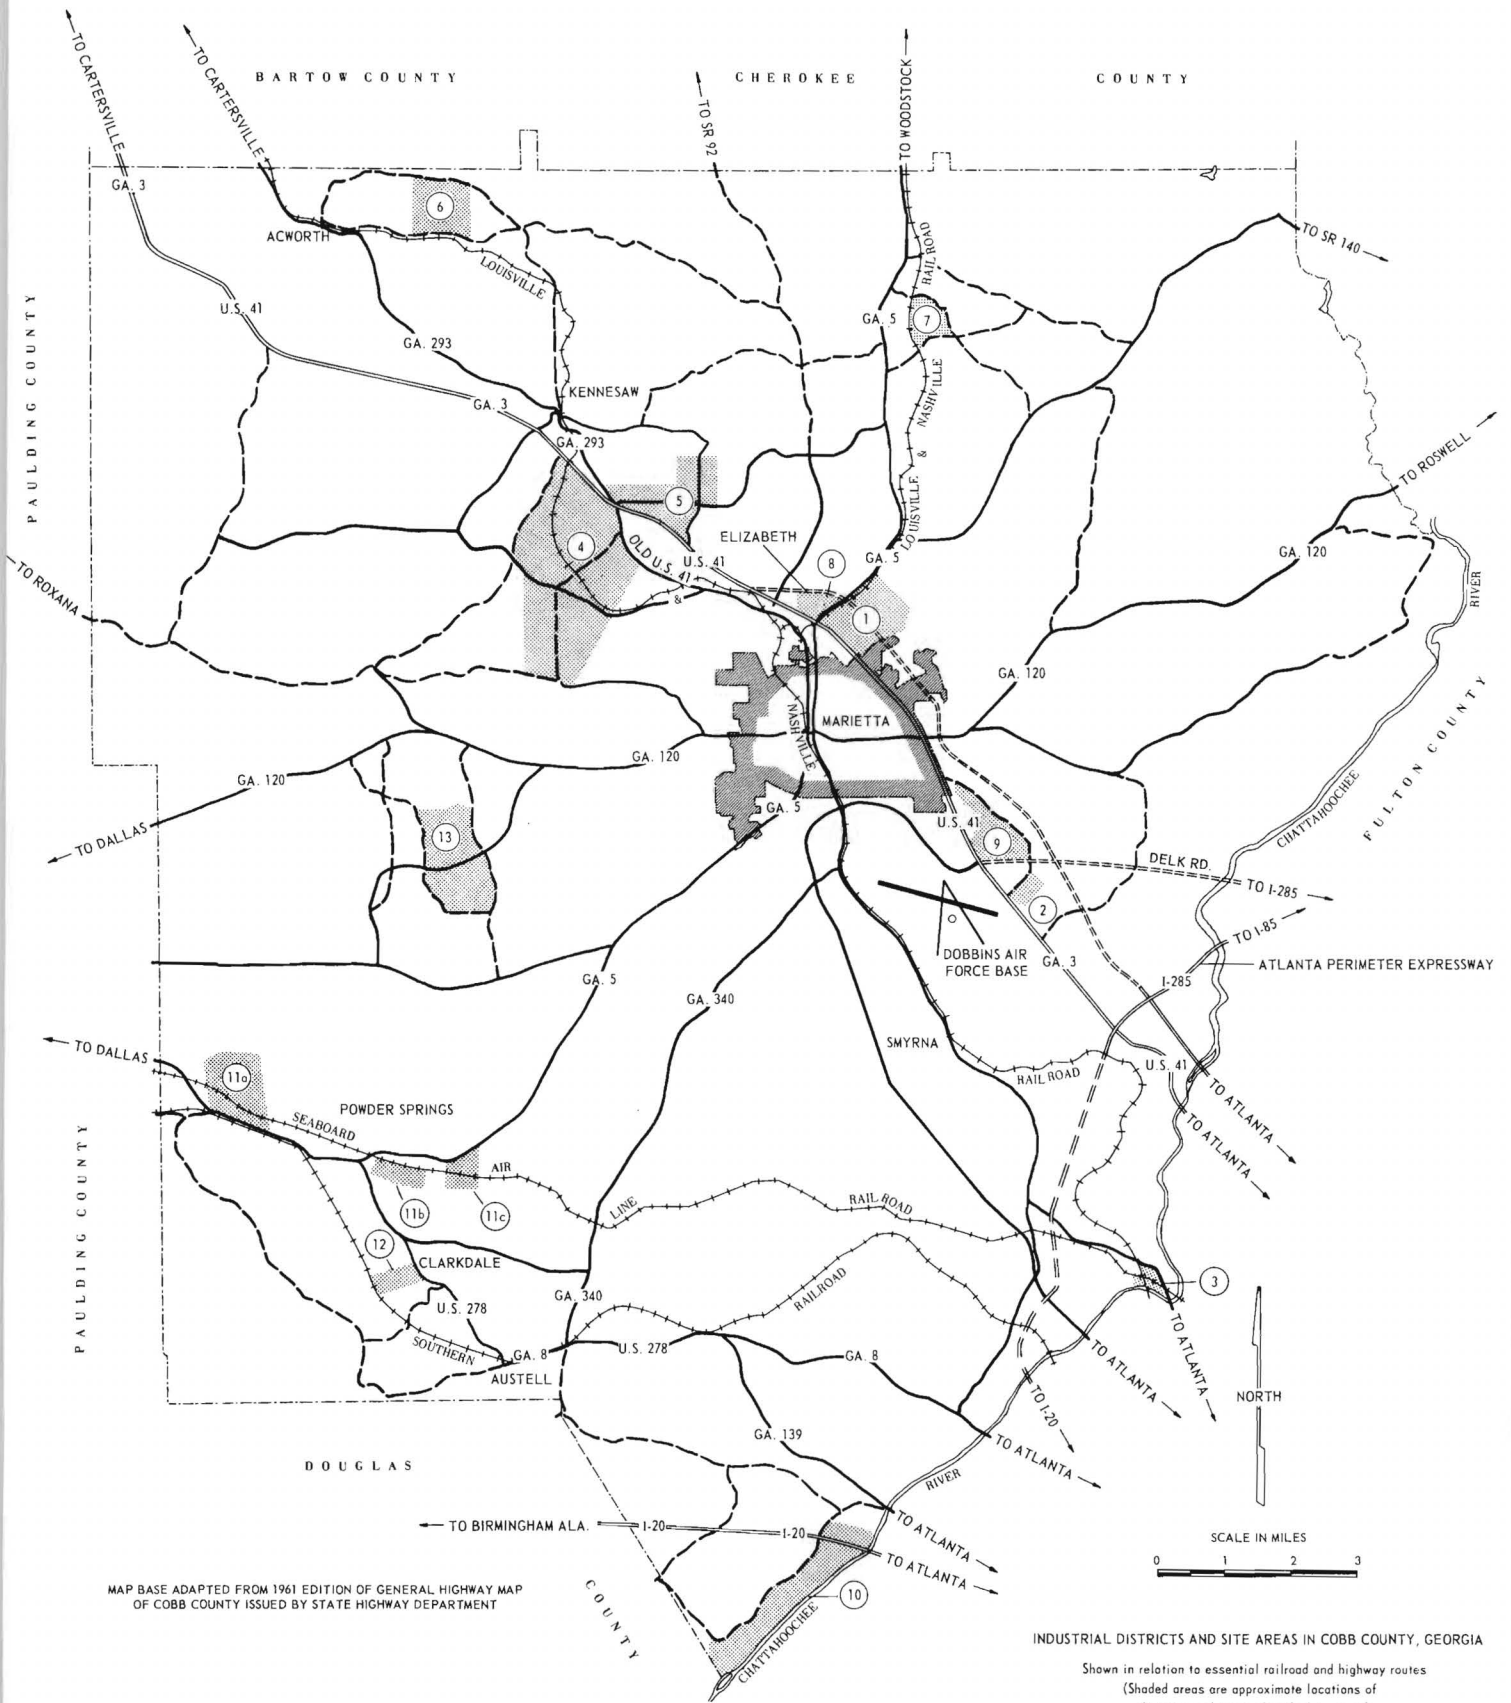 TO CARTERSVILLE
TO CARTERSVILLE
BARTOW COUNTY
CHEROKEE
COUNTY
TO SR 92
TO WOODSTOCK
GA. 3
6
ACWORTH
LOUISVILLE
RAILROAD
TO SR 140
PAULDING COUNTY
U.S. 41
GA. 293
GA. 5
7
NASHVILLE
&
LOUISVILLE
KENNESAW
GA. 3
GA. 293
TO ROSWELL
5
4
OLD U.S. 41
U.S. 41
&
ELIZABETH
8
GA. 5
1
GA. 120
RIVER
TO ROXANA
GA. 120
MARIETTA
NASHVILLE
FULTON COUNTY
CHATTAHOOCHEE
GA. 120
GA. 120
GA. 5
TO DALLAS
13
U.S. 41
9
DELK RD.
TO I-285
2
TO I-85
DOBBINS AIR
FORCE BASE
GA. 3
ATLANTA PERIMETER EXPRESSWAY
I-285
GA. 5
GA. 340
SMYRNA
TO DALLAS
11a
POWDER SPRINGS
SEABOARD
RAILROAD
U.S. 41
TO ATLANTA
TO ATLANTA
PAULDING COUNTY
AIR
LINE
RAILROAD
11b
11c
12
CLARKDALE
U.S. 278
GA. 340
RAILROAD
3
SOUTHERN
GA. 8
AUSTELL
U.S. 278
GA. 8
TO ATLANTA
TO ATLANTA
TO I-20
NORTH
GA. 139
TO ATLANTA
DOUGLAS
RIVER
TO BIRMINGHAM ALA.
I-20
I-20
TO ATLANTA
TO ATLANTA
SCALE IN MILES
0 1 2 3
COUNTY
10
CHATTAHOOCHEE
MAP BASE ADAPTED FROM 1961 EDITION OF GENERAL HIGHWAY MAP
OF COBB COUNTY ISSUED BY STATE HIGHWAY DEPARTMENT
INDUSTRIAL DISTRICTS AND SITE AREAS IN COBB COUNTY, GEORGIA
Shown in relation to essential railroad and highway routes
(Shaded areas are approximate locations of